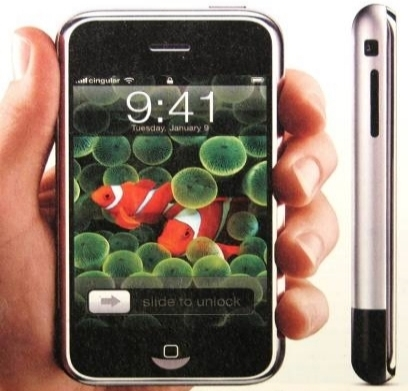 cingular
9:41
Tuesday, January 9
slide to unlock